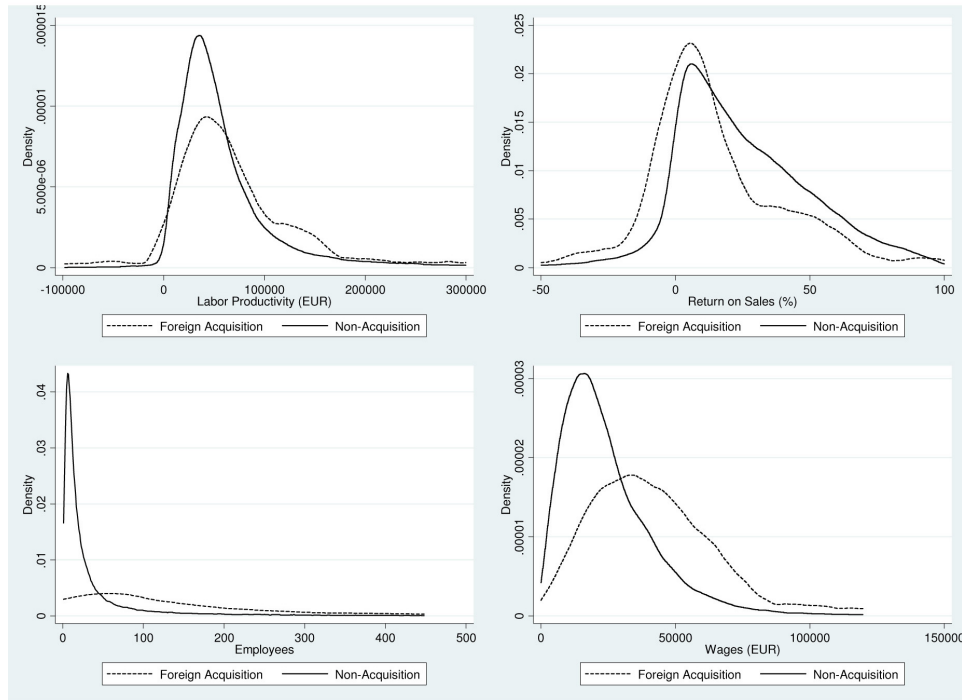 Density
0
5.000e-06
.00001
.000015
-100000
0
100000
200000
300000
Labor Productivity (EUR)
Foreign Acquisition
Non-Acquisition
Density
0
.005
.01
.015
.02
.025
-50
0
50
100
Return on Sales (%)
Foreign Acquisition
Non-Acquisition
Density
0
.01
.02
.03
.04
0
100
200
300
400
500
Employees
Foreign Acquisition
Non-Acquisition
Density
0
.00001
.00002
.00003
0
50000
100000
150000
Wages (EUR)
Foreign Acquisition
Non-Acquisition